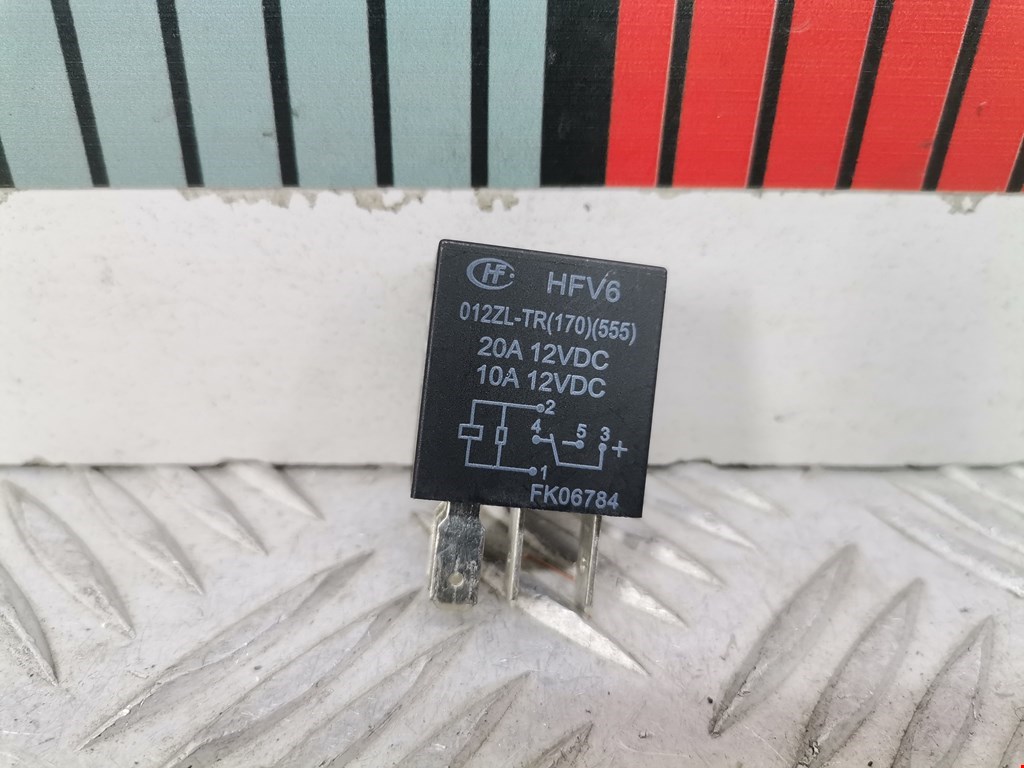 HF HFV6
012ZL-TR(170)(555)
20A 12VDC
10A 12VDC
2
4 5 3 +
1
FK06784